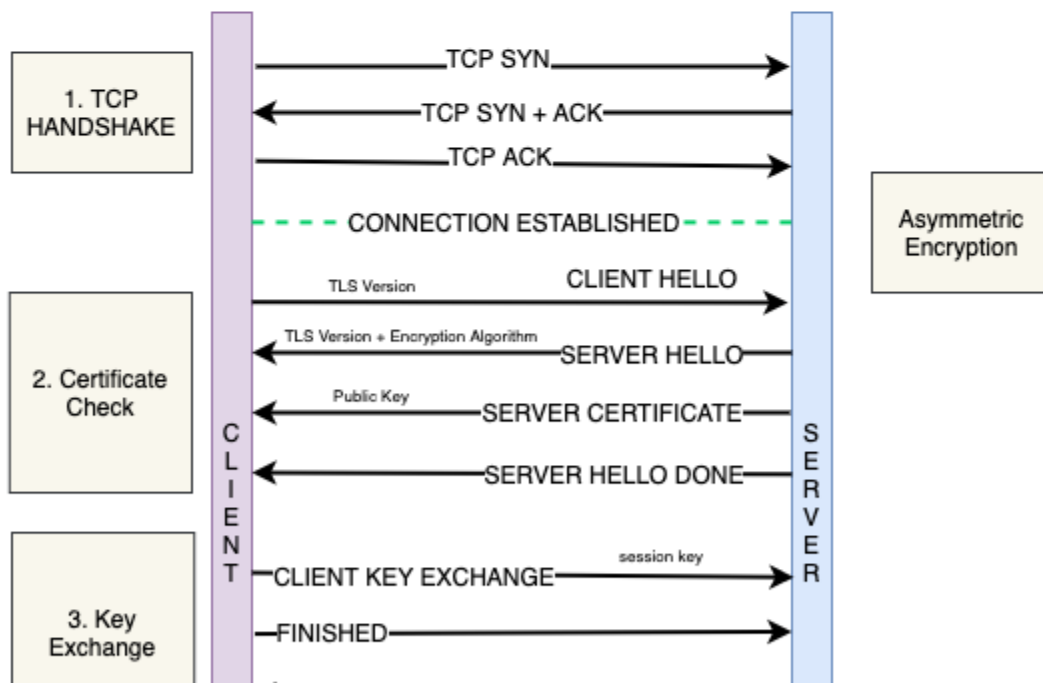 TCP SYN
1. TCP
HANDSHAKE
TCP SYN + ACK
TCP ACK
CONNECTION ESTABLISHED
Asymmetric
Encryption
CLIENT HELLO
TLS Version
TLS Version + Encryption Algorithm
SERVER HELLO
2. Certificate
Check
Public Key
SERVER CERTIFICATE
SERVER HELLO DONE
CLIENT
SERVER
session key
CLIENT KEY EXCHANGE
3. Key
Exchange
FINISHED